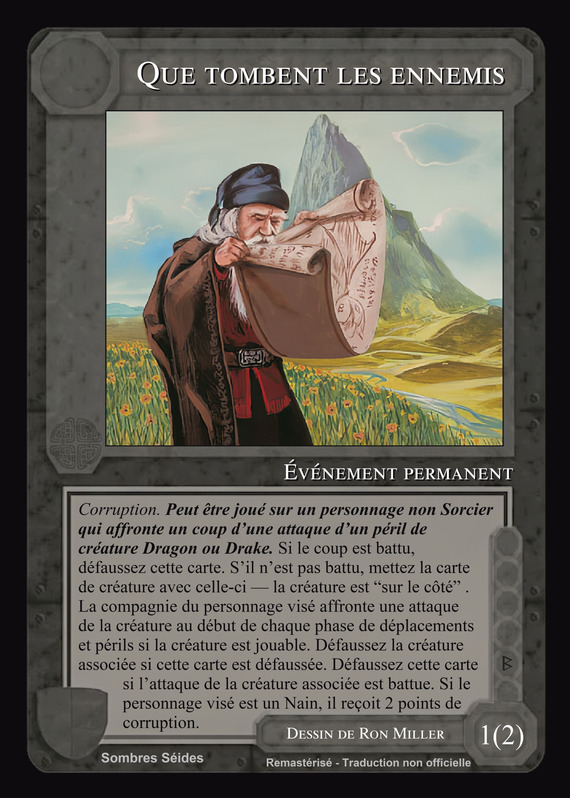 Que tombent les ennemis
Événement permanent
Corruption. Peut être joué sur un personnage non Sorcier
qui affronte un coup d'une attaque d'un péril de
créature Dragon ou Drake. Si le coup est battu,
défaussez cette carte. S'il n'est pas battu, mettez la carte
de créature avec celle-ci — la créature est “sur le côté” .
La compagnie du personnage visé affronte une attaque
de la créature au début de chaque phase de déplacements
et périls si la créature est jouable. Défaussez la créature
associée si cette carte est défaussée. Défaussez cette carte
si l'attaque de la créature associée est battue. Si le
personnage visé est un Nain, il reçoit 2 points de
corruption.
ᛒ
Dessin de Ron Miller
1(2)
Sombres Séides
Remastérisé - Traduction non officielle